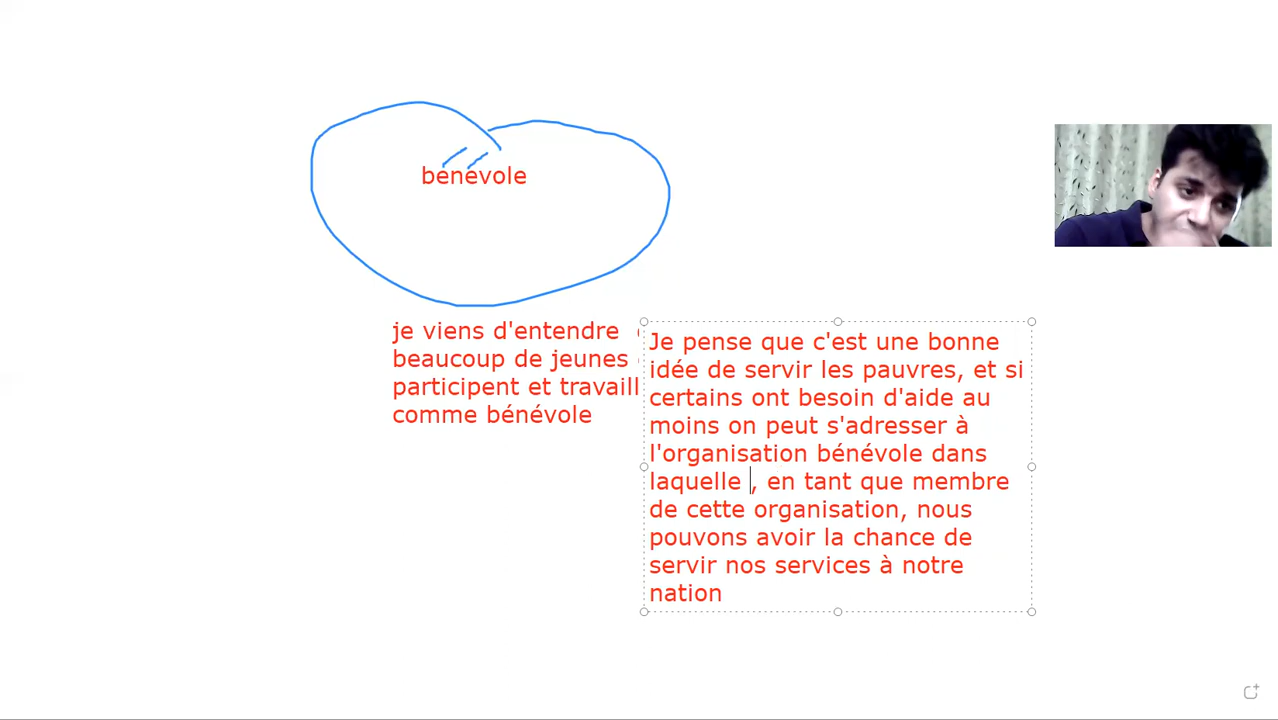 bénévole
je viens d'entendre
beaucoup de jeunes
participent et travaill
comme bénévole
Je pense que c'est une bonne
idée de servir les pauvres, et si
certains ont besoin d'aide au
moins on peut s'adresser à
l'organisation bénévole dans
laquelle , en tant que membre
de cette organisation, nous
pouvons avoir la chance de
servir nos services à notre
nation